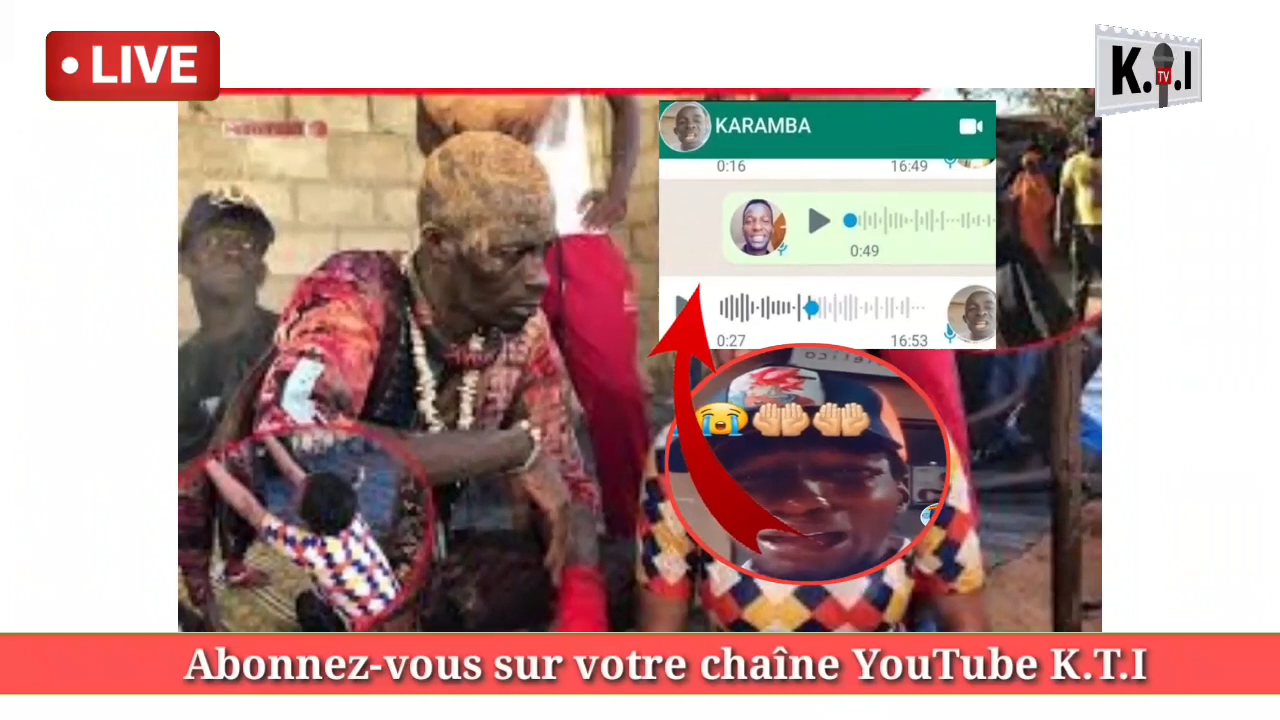 • LIVE
K.TV.I
KARAMBA
0:16 16:49
0:49
0:27 16:53
Abonnez-vous sur votre chaîne YouTube K.T.I